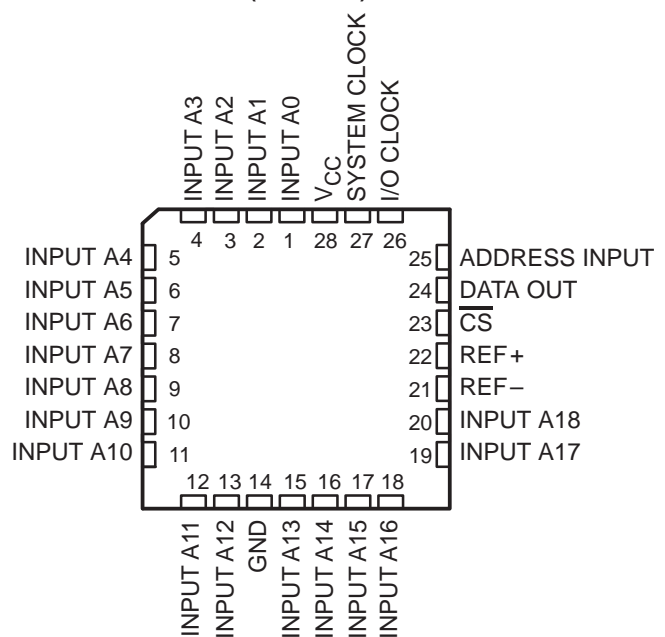 INPUT A3
INPUT A2
INPUT A1
INPUT A0
VCC
SYSTEM CLOCK
I/O CLOCK
4 3 2 1 28 27 26
INPUT A4 5
INPUT A5 6
INPUT A6 7
INPUT A7 8
INPUT A8 9
INPUT A9 10
INPUT A10 11
25 ADDRESS INPUT
24 DATA OUT
23 C̅S̅
22 REF+
21 REF–
20 INPUT A18
19 INPUT A17
12 13 14 15 16 17 18
INPUT A11
INPUT A12
GND
INPUT A13
INPUT A14
INPUT A15
INPUT A16